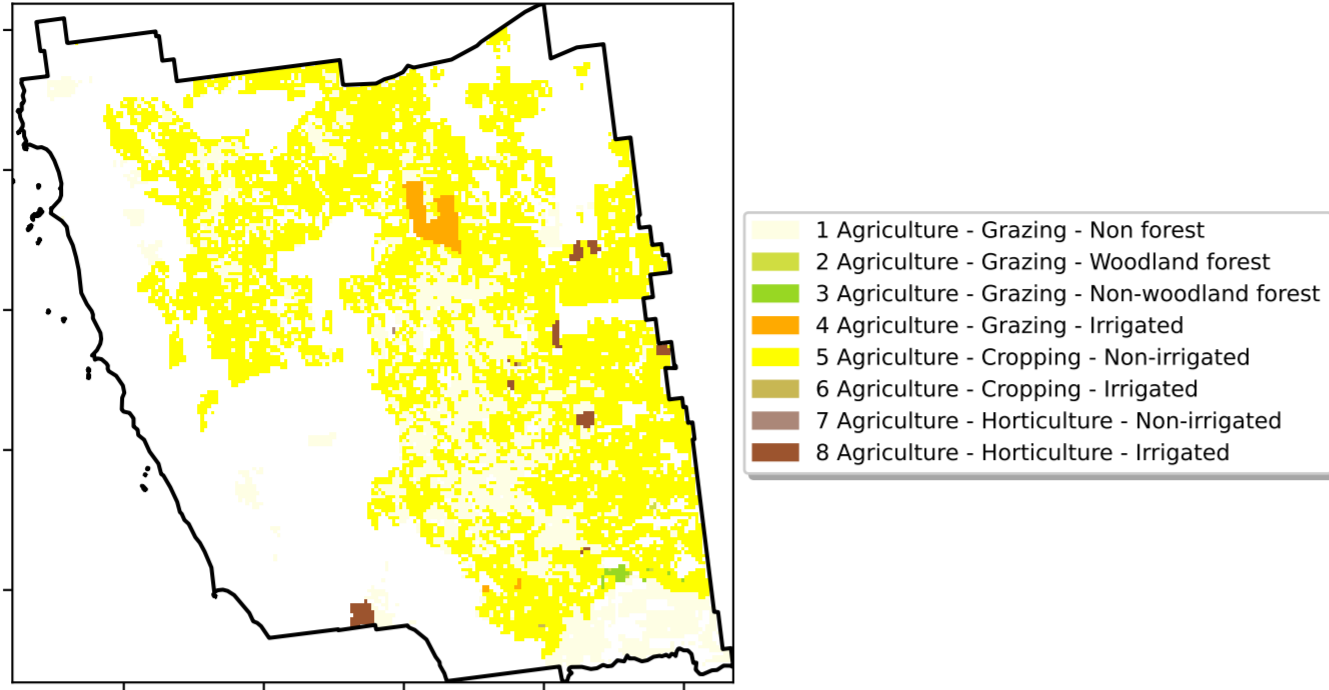 1 Agriculture - Grazing - Non forest
2 Agriculture - Grazing - Woodland forest
3 Agriculture - Grazing - Non-woodland forest
4 Agriculture - Grazing - Irrigated
5 Agriculture - Cropping - Non-irrigated
6 Agriculture - Cropping - Irrigated
7 Agriculture - Horticulture - Non-irrigated
8 Agriculture - Horticulture - Irrigated